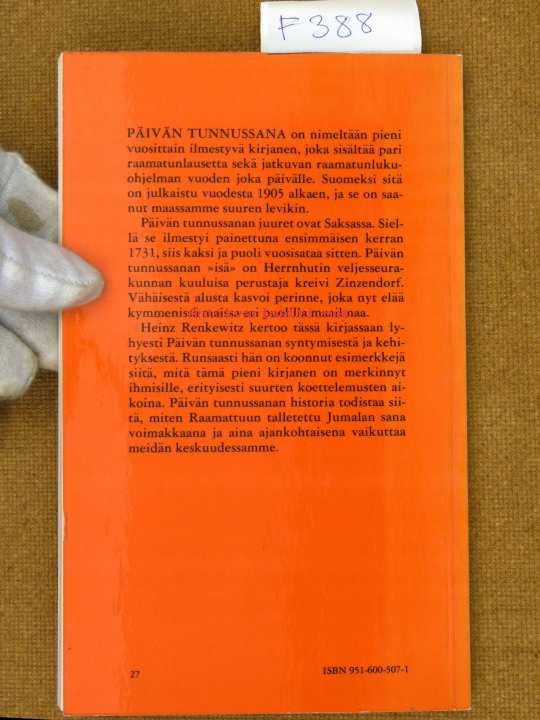 F388
PÄIVÄN TUNNUSSANA on nimeltään pieni
vuosittain ilmestyvä kirjanen, joka sisältää pari
raamatunlausetta sekä jatkuvan raamatunluku-
ohjelman vuoden joka päivälle. Suomeksi sitä
on julkaistu vuodesta 1905 alkaen, ja se on saa-
nut maassamme suuren levikin.
Päivän tunnussanan juuret ovat Saksassa. Siel-
lä se ilmestyi painettuna ensimmäisen kerran
1731, siis kaksi ja puoli vuosisataa sitten. Päivän
tunnussanan »isä» on Herrnhutin veljesseura-
kunnan kuuluisa perustaja kreivi Zinzendorf.
Vähäisestä alusta kasvoi perinne, joka nyt elää
kymmenissä maissa eri puolilla maailmaa.
Heinz Renkewitz kertoo tässä kirjassaan ly-
hyesti Päivän tunnussanan syntymisestä ja kehi-
tyksestä. Runsaasti hän on koonnut esimerkkejä
siitä, mitä tämä pieni kirjanen on merkinnyt
ihmisille, erityisesti suurten koettelemusten ai-
koina. Päivän tunnussanan historia todistaa sii-
tä, miten Raamattuun talletettu Jumalan sana
voimakkaana ja aina ajankohtaisena vaikuttaa
meidän keskuudessamme.
27
ISBN 951-600-507-1